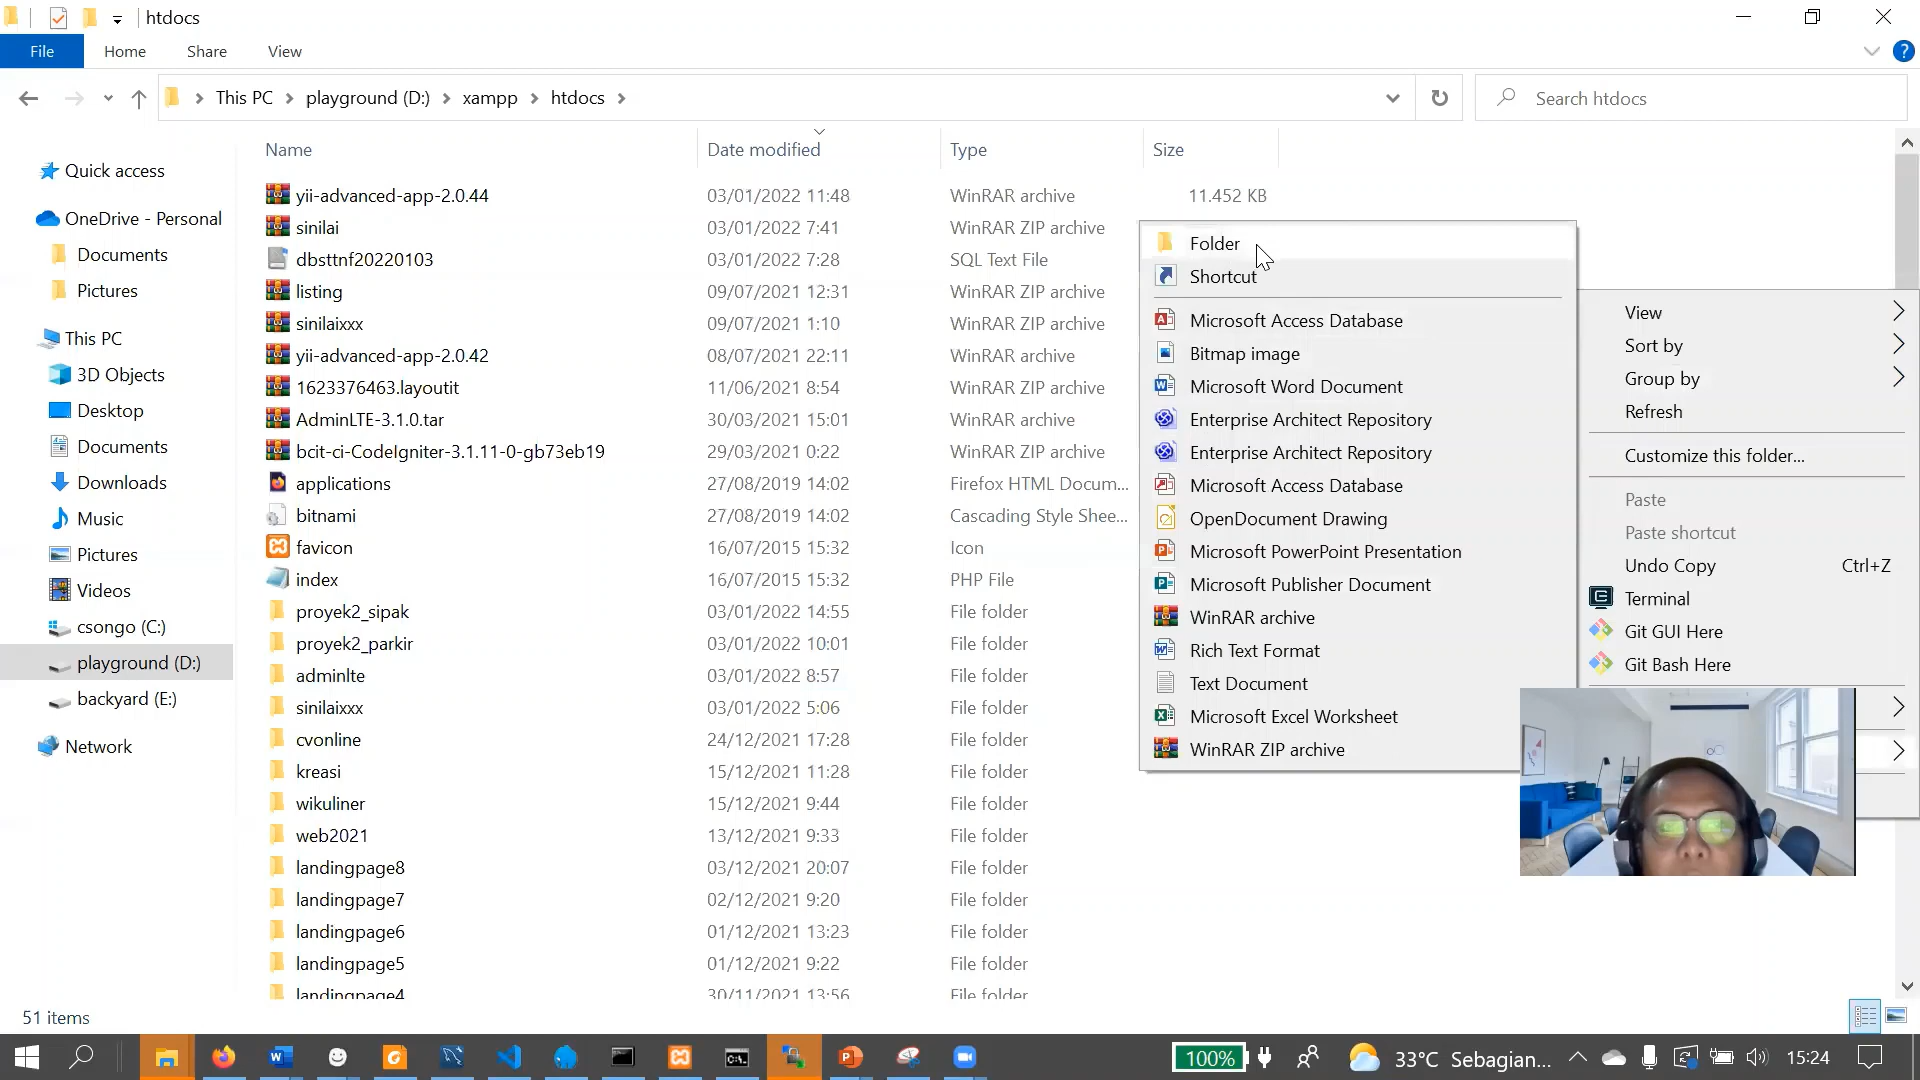 htdocs
File Home Share View
This PC playground (D:) xampp htdocs
Search htdocs
Quick access
OneDrive - Personal
Documents
Pictures
This PC
3D Objects
Desktop
Documents
Downloads
Music
Pictures
Videos
csongo (C:)
playground (D:)
backyard (E:)
Network
Name Date modified Type Size
yii-advanced-app-2.0.44 03/01/2022 11:48 WinRAR archive 11.452 KB
sinilai 03/01/2022 7:41 WinRAR ZIP archive
dbsttnf20220103 03/01/2022 7:28 SQL Text File
listing 09/07/2021 12:31 WinRAR ZIP archive
sinilaixxx 09/07/2021 1:10 WinRAR ZIP archive
yii-advanced-app-2.0.42 08/07/2021 22:11 WinRAR archive
1623376463.layoutit 11/06/2021 8:54 WinRAR ZIP archive
AdminLTE-3.1.0.tar 30/03/2021 15:01 WinRAR archive
bcit-ci-CodeIgniter-3.1.11-0-gb73eb19 29/03/2021 0:22 WinRAR ZIP archive
applications 27/08/2019 14:02 Firefox HTML Docum...
bitnami 27/08/2019 14:02 Cascading Style Shee...
favicon 16/07/2015 15:32 Icon
index 16/07/2015 15:32 PHP File
proyek2_sipak 03/01/2022 14:55 File folder
proyek2_parkir 03/01/2022 10:01 File folder
adminlte 03/01/2022 8:57 File folder
sinilaixxx 03/01/2022 5:06 File folder
cvonline 24/12/2021 17:28 File folder
kreasi 15/12/2021 11:28 File folder
wikuliner 15/12/2021 9:44 File folder
web2021 13/12/2021 9:33 File folder
landingpage8 03/12/2021 20:07 File folder
landingpage7 02/12/2021 9:20 File folder
landingpage6 01/12/2021 13:23 File folder
landingpage5 01/12/2021 9:22 File folder
landingpage4 30/11/2021 13:56 File folder
Folder
Shortcut
Microsoft Access Database
Bitmap image
Microsoft Word Document
Enterprise Architect Repository
Enterprise Architect Repository
Microsoft Access Database
OpenDocument Drawing
Microsoft PowerPoint Presentation
Microsoft Publisher Document
WinRAR archive
Rich Text Format
Text Document
Microsoft Excel Worksheet
WinRAR ZIP archive
View
Sort by
Group by
Refresh
Customize this folder...
Paste
Paste shortcut
Undo Copy Ctrl+Z
Terminal
Git GUI Here
Git Bash Here
51 items
100% 33°C Sebagian... 15:24